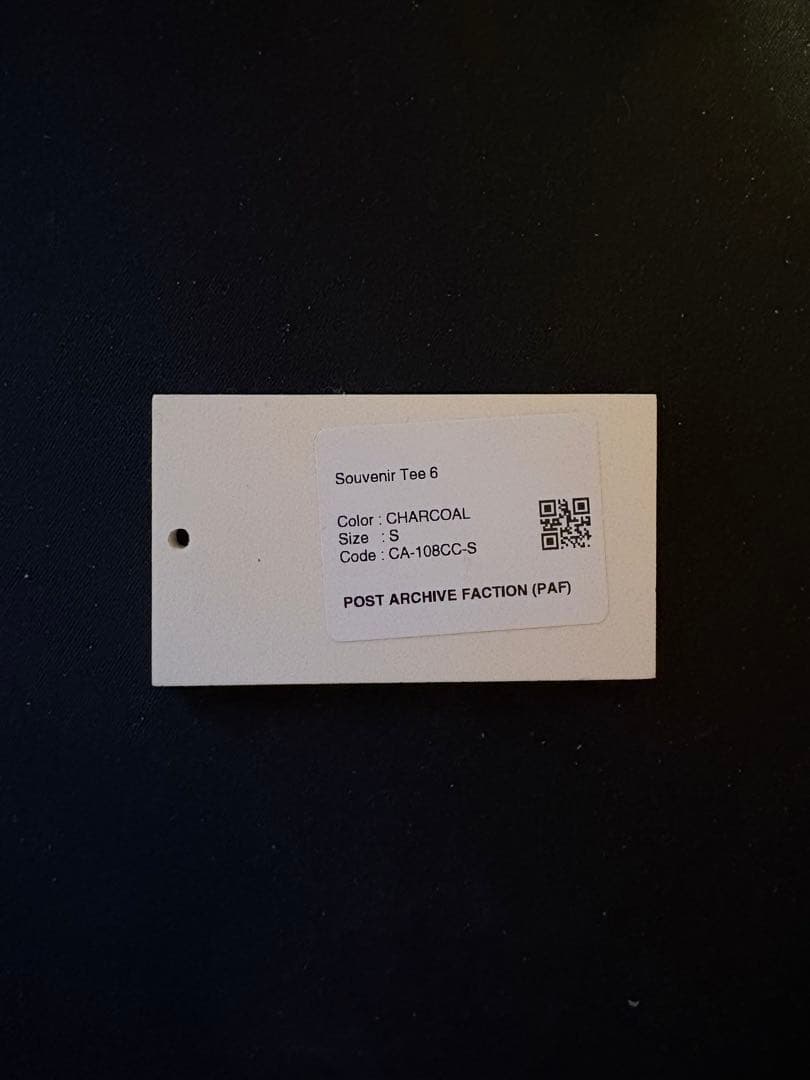 Souvenir Tee 6
Color : CHARCOAL
Size : S
Code : CA-108CC-S
POST ARCHIVE FACTION (PAF)